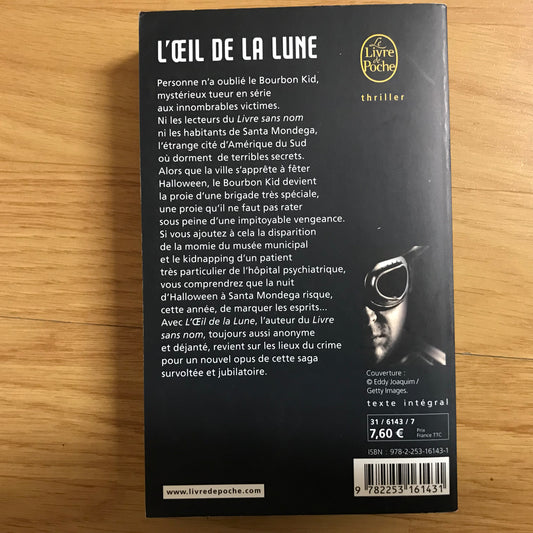 L'ŒIL DE LA LUNE
Le
Livre
de
Poche
thriller
Personne n'a oublié le Bourbon Kid,
mystérieux tueur en série
aux innombrables victimes.
Ni les lecteurs du Livre sans nom
ni les habitants de Santa Mondega,
l'étrange cité d'Amérique du Sud
où dorment de terribles secrets.
Alors que la ville s'apprête à fêter
Halloween, le Bourbon Kid devient
la proie d'une brigade très spéciale,
une proie qu'il ne faut pas rater
sous peine d'une impitoyable vengeance.
Si vous ajoutez à cela la disparition
de la momie du musée municipal
et le kidnapping d'un patient
très particulier de l'hôpital psychiatrique,
vous comprendrez que la nuit
d'Halloween à Santa Mondega risque,
cette année, de marquer les esprits...
Avec L'Œil de la Lune, l'auteur du Livre
sans nom, toujours aussi anonyme
et déjanté, revient sur les lieux du crime
pour un nouvel opus de cette saga
survoltée et jubilatoire.
Couverture :
© Eddy Joaquim /
Getty Images.
texte intégral
31 / 6143 / 7
7,60 € Prix
France TTC
ISBN : 978-2-253-16143-1
9 782253 161431
www.livredepoche.com